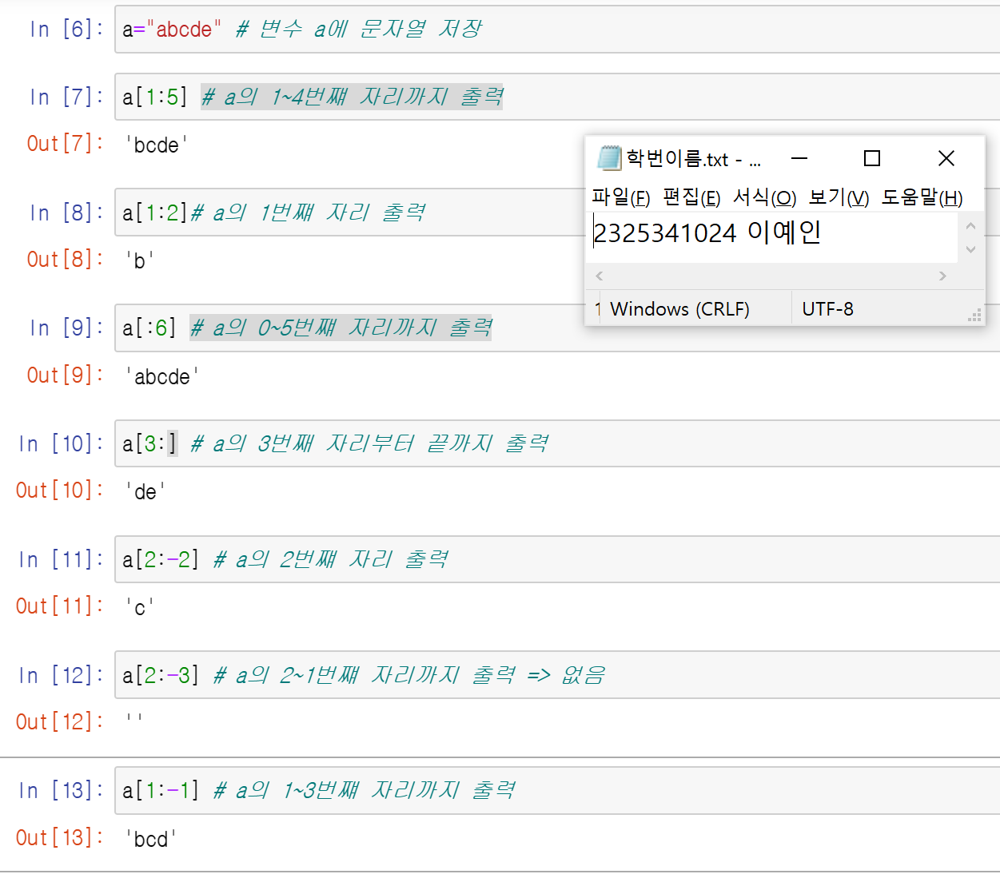 In [6]: a="abcde" # 변수 a에 문자열 저장
In [7]: a[1:5] # a의 1~4번째 자리까지 출력
Out[7]: 'bcde'
In [8]: a[1:2]# a의 1번째 자리 출력
Out[8]: 'b'
In [9]: a[:6] # a의 0~5번째 자리까지 출력
Out[9]: 'abcde'
In [10]: a[3:] # a의 3번째 자리부터 끝까지 출력
Out[10]: 'de'
In [11]: a[2:-2] # a의 2번째 자리 출력
Out[11]: 'c'
In [12]: a[2:-3] # a의 2~1번째 자리까지 출력 => 없음
Out[12]: ''
In [13]: a[1:-1] # a의 1~3번째 자리까지 출력
Out[13]: 'bcd'
학번이름.txt - ...
파일(F) 편집(E) 서식(O) 보기(V) 도움말(H)
2325341024 이예인
1 Windows (CRLF) UTF-8